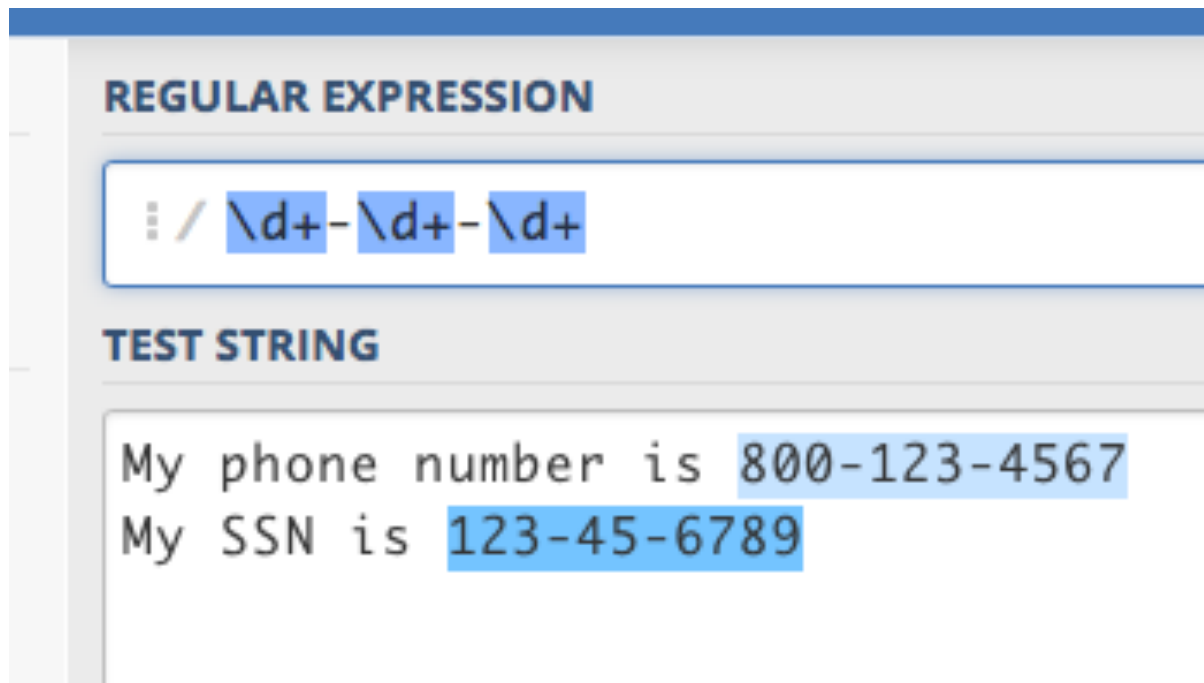 REGULAR EXPRESSION
⋮ / \d+-\d+-\d+
TEST STRING
My phone number is 800-123-4567
My SSN is 123-45-6789